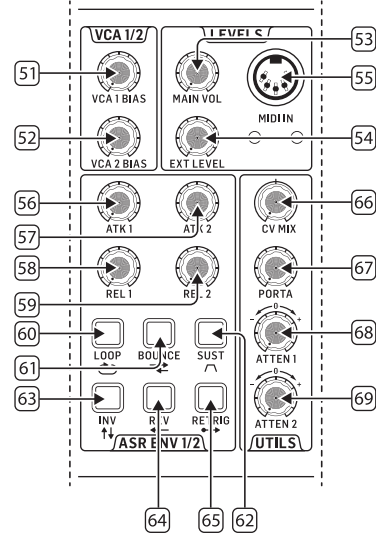 VCA 1/2 LEVELS
53
51
55
VCA 1 BIAS MAIN VOL
MIDI IN
52
54
VCA 2 BIAS EXT LEVEL
56
66
ATK 1 ATK 2 CV MIX
57
58
67
REL 1 REL 2 PORTA
59
- 0 +
60
68
LOOP BOUNCE SUST ATTEN 1
61
- 0 +
63
69
INV REV RETRIG ATTEN 2
ASR ENV 1/2 UTILS
64 65 62